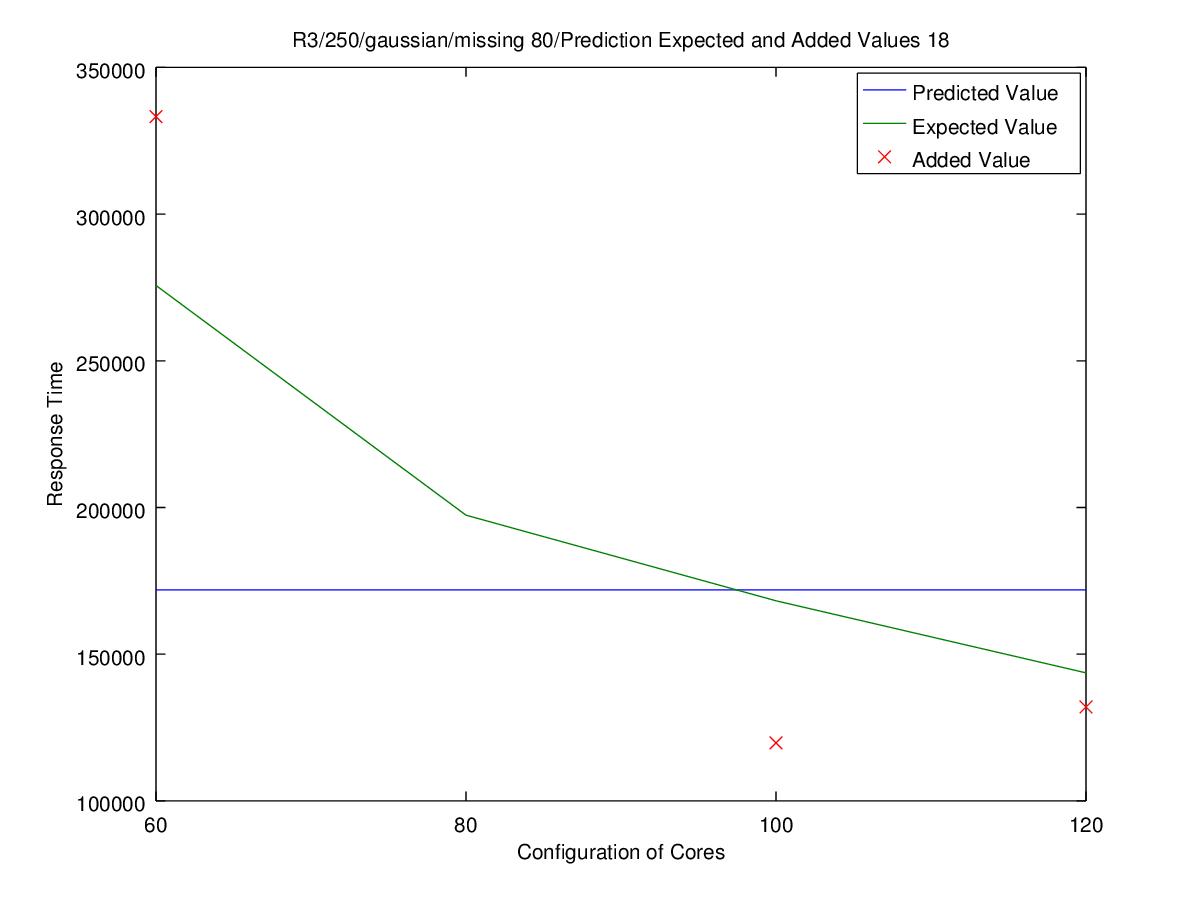 R3/250/gaussian/missing 80/Prediction Expected and Added Values 18
350000
300000
250000
200000
150000
100000
60
80
100
120
Response Time
Configuration of Cores
Predicted Value
Expected Value
Added Value